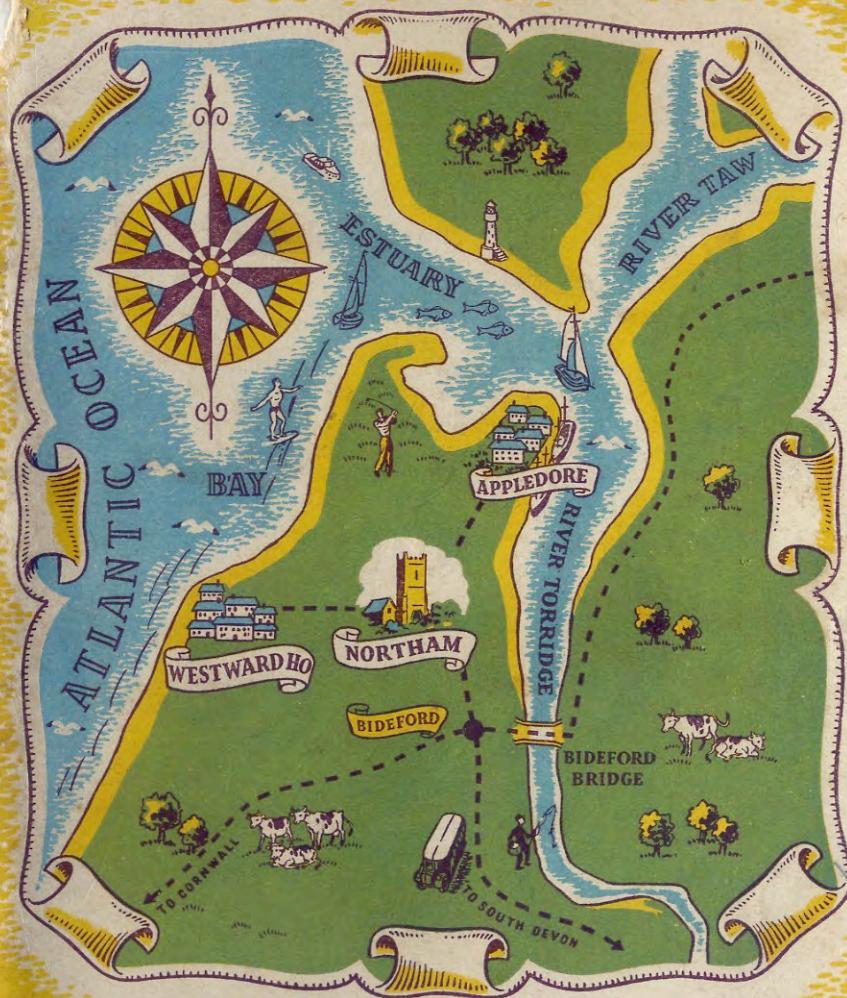 ESTUARY
RIVER TAW
ATLANTIC OCEAN
BAY
APPLEDORE
RIVER TORRIDGE
WESTWARD HO
NORTHAM
BIDEFORD
BIDEFORD
BRIDGE
TO CORNWALL
TO SOUTH DEVON